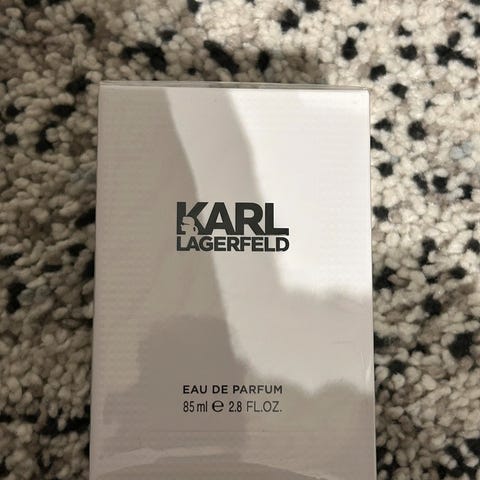 KARL
LAGERFELD
EAU DE PARFUM
85 ml ℮ 2.8 FL.OZ.